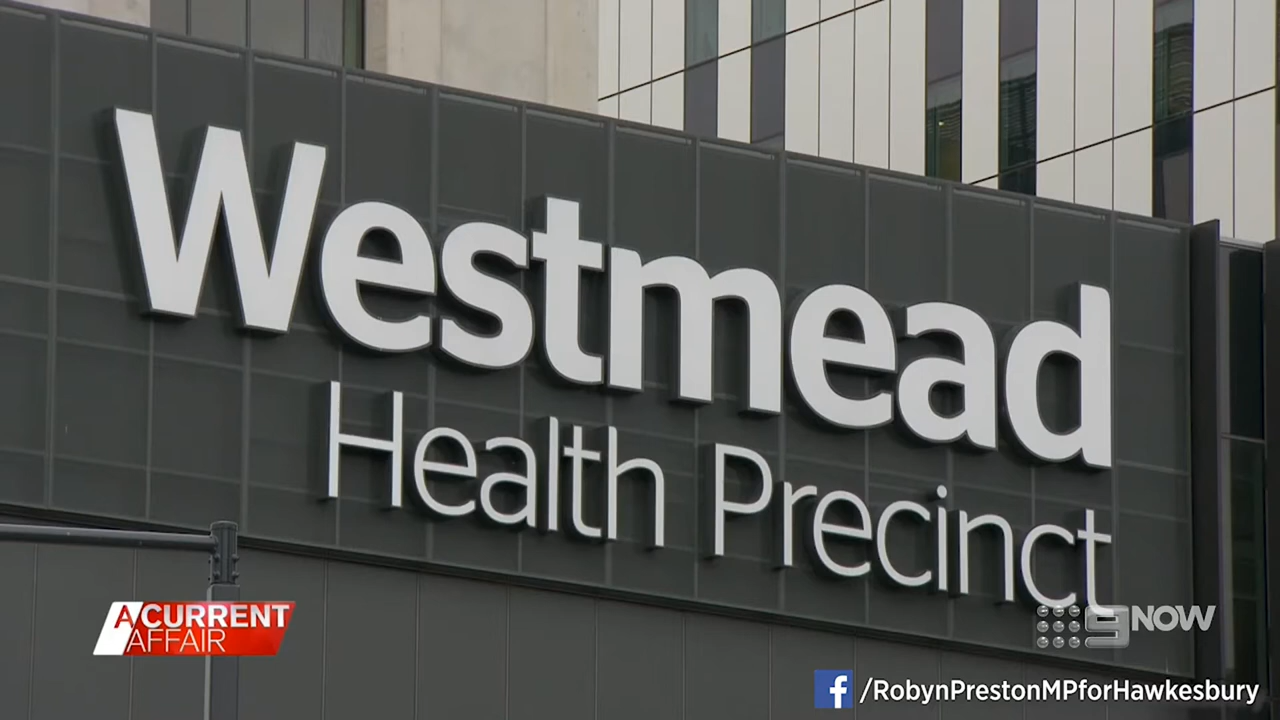 Westmead
Health Precinct
A CURRENT
AFFAIR
9NOW
f /RobynPrestonMPforHawkesbury